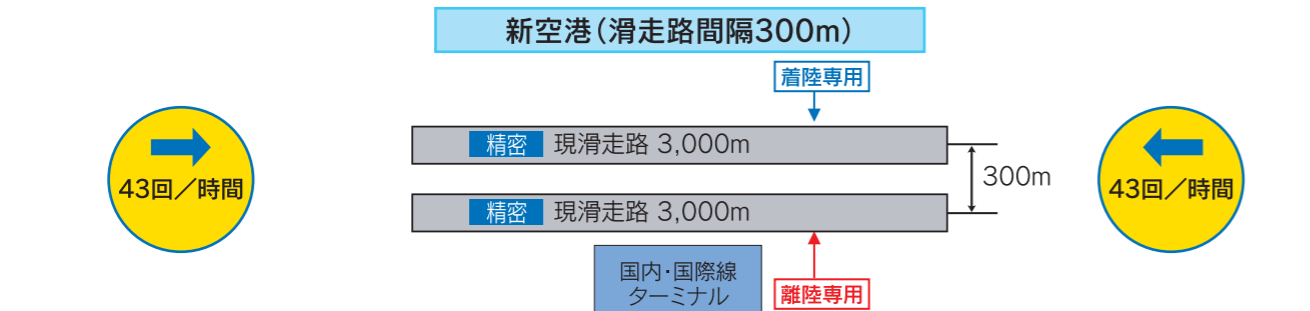 新空港(滑走路間隔300m)
着陸専用
43回/時間
精密 現滑走路 3,000m
300m
43回/時間
精密 現滑走路 3,000m
国内・国際線
ターミナル
離陸専用